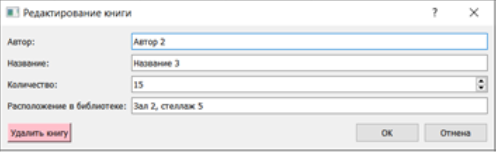 Редактирование книги
Автор: Автор 2
Название: Название 3
Количество: 15
Расположение в библиотеке: Зал 2, стеллаж 5
Удалить книгу OK Отмена